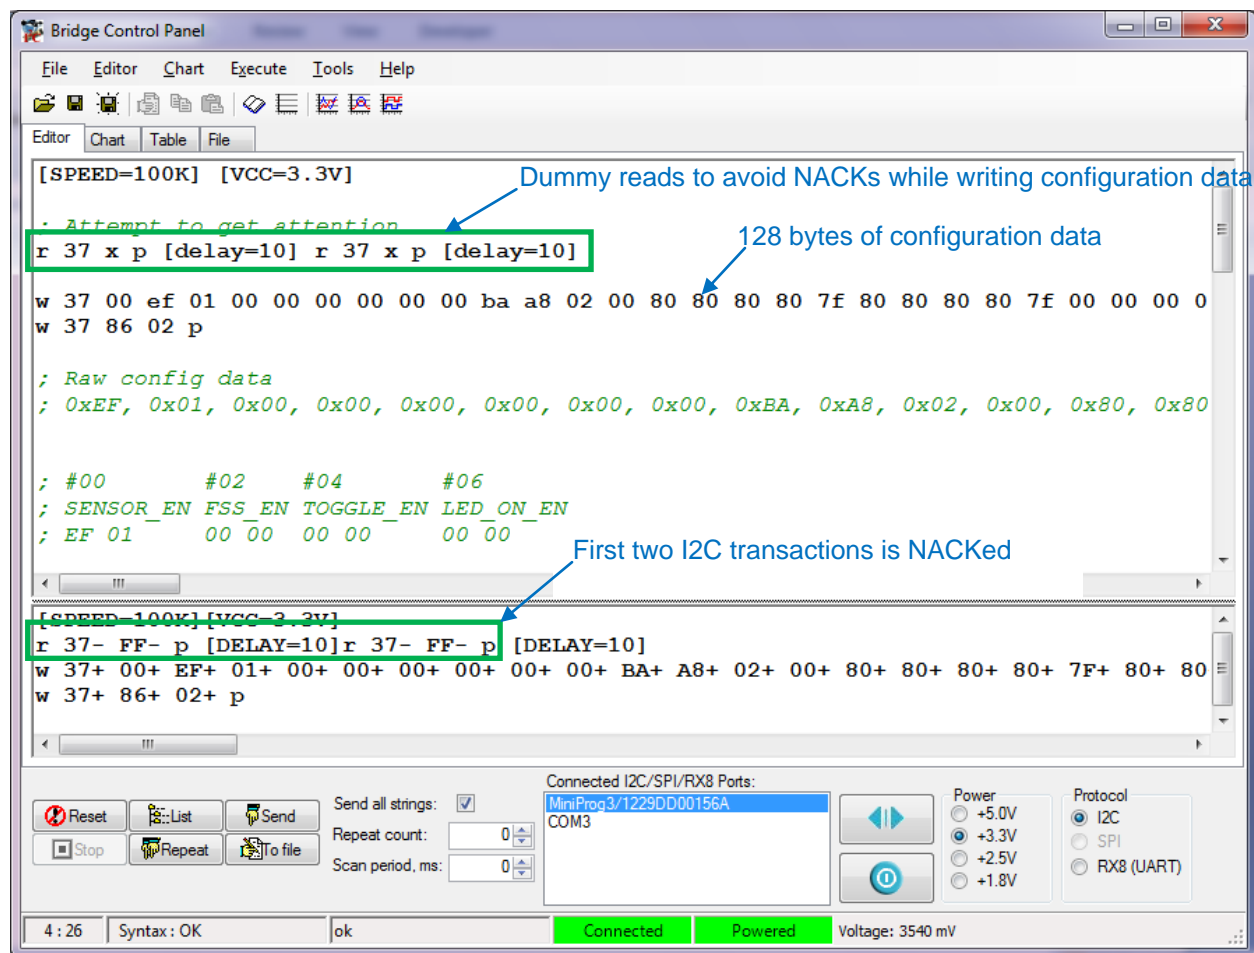 Bridge Control Panel
File Editor Chart Execute Tools Help
Editor Chart Table File
[SPEED=100K] [VCC=3.3V]
Dummy reads to avoid NACKs while writing configuration data
; Attempt to get attention
r 37 x p [delay=10] r 37 x p [delay=10]
128 bytes of configuration data
w 37 00 ef 01 00 00 00 00 00 00 ba a8 02 00 80 80 80 80 7f 80 80 80 80 7f 00 00 00 0
w 37 86 02 p
; Raw config data
; 0xEF, 0x01, 0x00, 0x00, 0x00, 0x00, 0x00, 0x00, 0xBA, 0xA8, 0x02, 0x00, 0x80, 0x80
; #00 #02 #04 #06
; SENSOR_EN FSS_EN TOGGLE_EN LED_ON_EN
; EF 01 00 00 00 00 00 00
First two I2C transactions is NACKed
[SPEED=100K][VCC=3.3V]
r 37- FF- p [DELAY=10]r 37- FF- p [DELAY=10]
w 37+ 00+ EF+ 01+ 00+ 00+ 00+ 00+ 00+ 00+ BA+ A8+ 02+ 00+ 80+ 80+ 80+ 80+ 7F+ 80+ 80
w 37+ 86+ 02+ p
Connected I2C/SPI/RX8 Ports:
Reset List Send
Send all strings:
MiniProg3/1229DD00156A
COM3
Power
+5.0V
+3.3V
+2.5V
+1.8V
Protocol
I2C
SPI
RX8 (UART)
Stop Repeat To file
Repeat count: 0
Scan period, ms: 0
4 : 26 Syntax : OK ok Connected Powered Voltage: 3540 mV